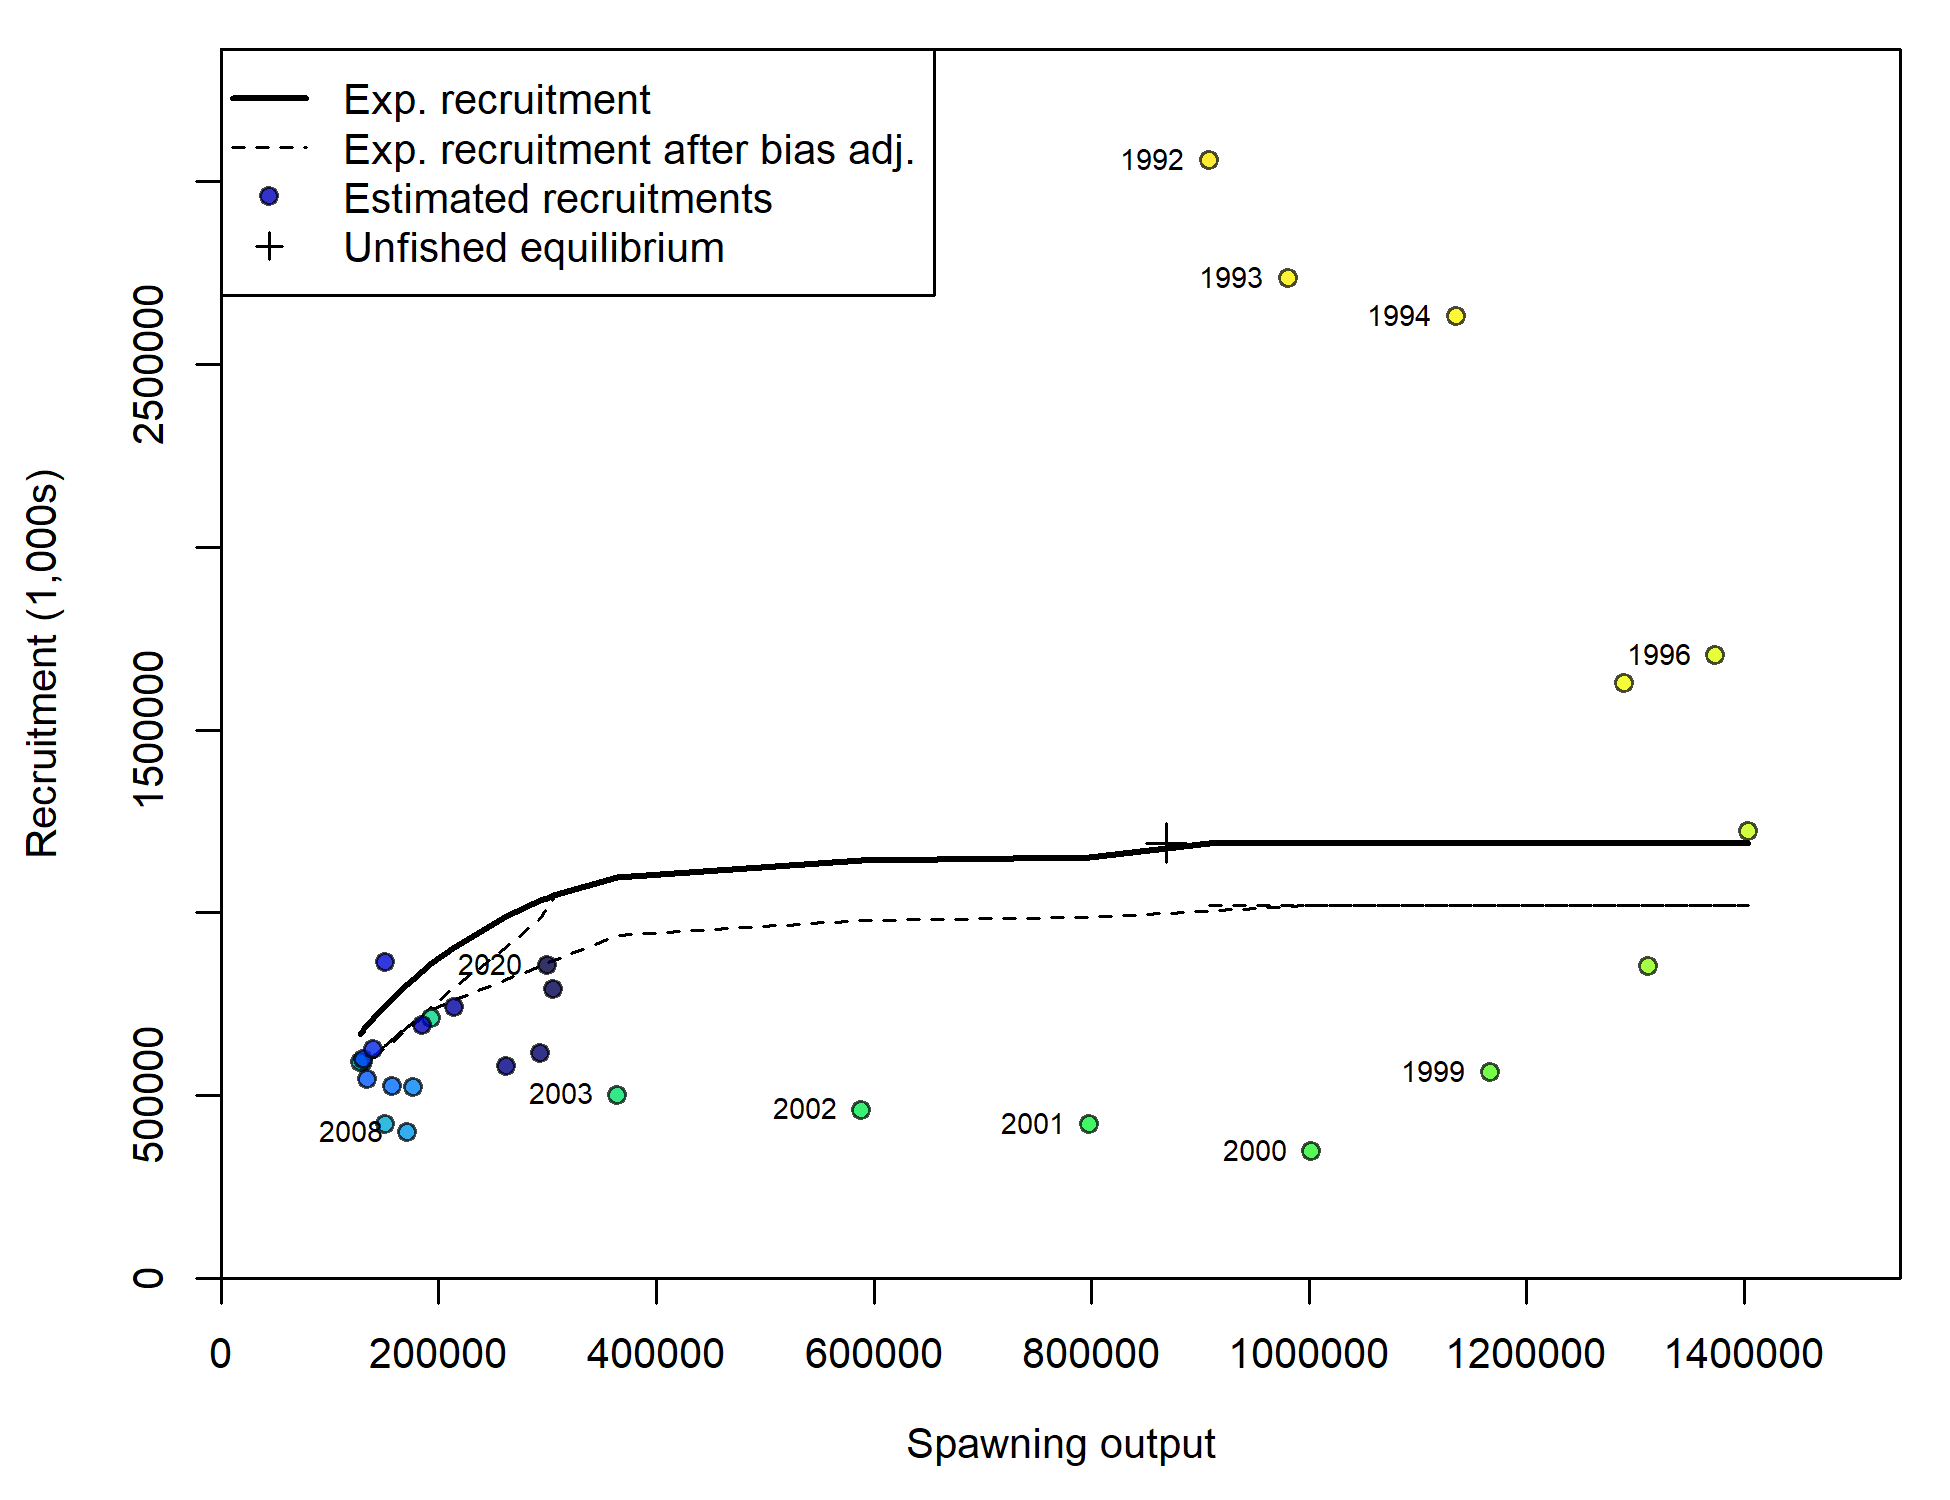 Exp. recruitment
Exp. recruitment after bias adj.
Estimated recruitments
Unfished equilibrium
1992
1993
1994
1996
2020
1999
2003
2002
2001
2008
2000
Recruitment (1,000s)
2500000
1500000
500000
0
0 200000 400000 600000 800000 1000000 1200000 1400000
Spawning output